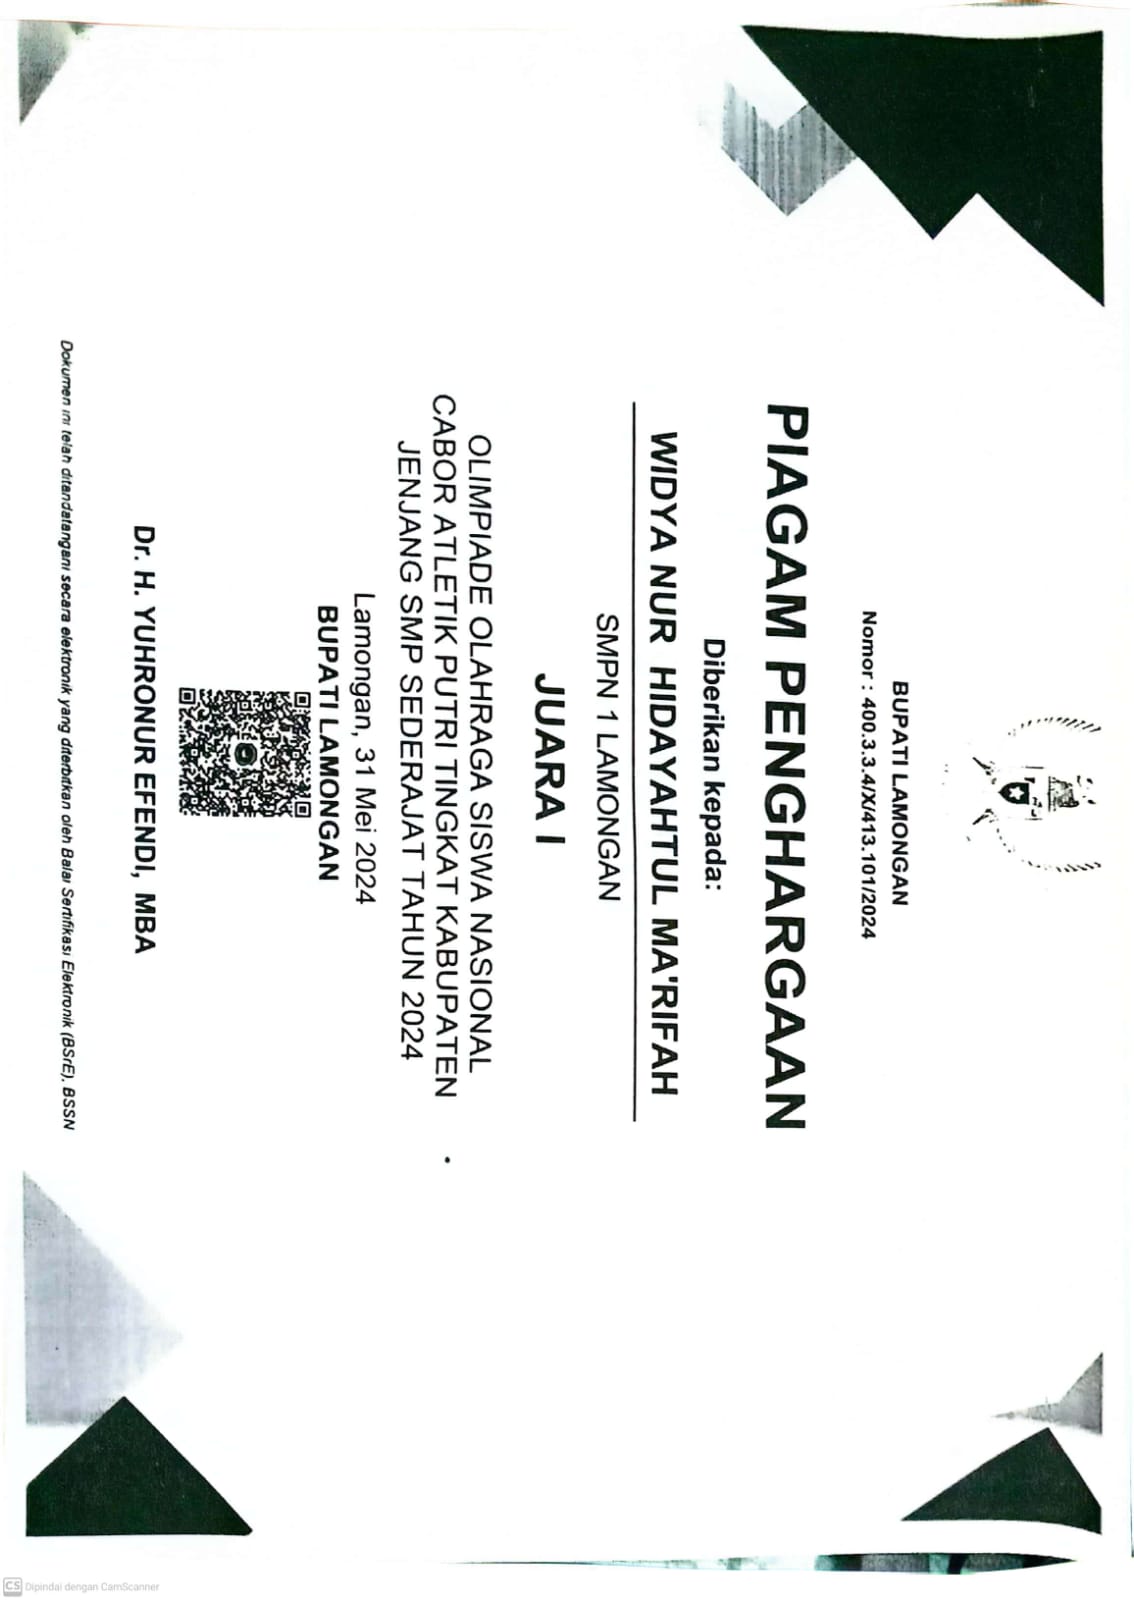 BUPATI LAMONGAN
Nomor : 400.3.3.4/X/413.101/2024
PIAGAM PENGHARGAAN
Diberikan kepada:
WIDYA NUR HIDAYAHTUL MA'RIFAH
SMPN 1 LAMONGAN
JUARA I
OLIMPIADE OLAHRAGA SISWA NASIONAL
CABOR ATLETIK PUTRI TINGKAT KABUPATEN
JENJANG SMP SEDERAJAT TAHUN 2024
Lamongan, 31 Mei 2024
BUPATI LAMONGAN
Dr. H. YUHRONUR EFENDI, MBA
Dokumen ini telah ditandatangani secara elektronik yang diterbitkan oleh Balai Sertifikasi Elektronik (BSrE), BSSN
CS Dipindai dengan CamScanner